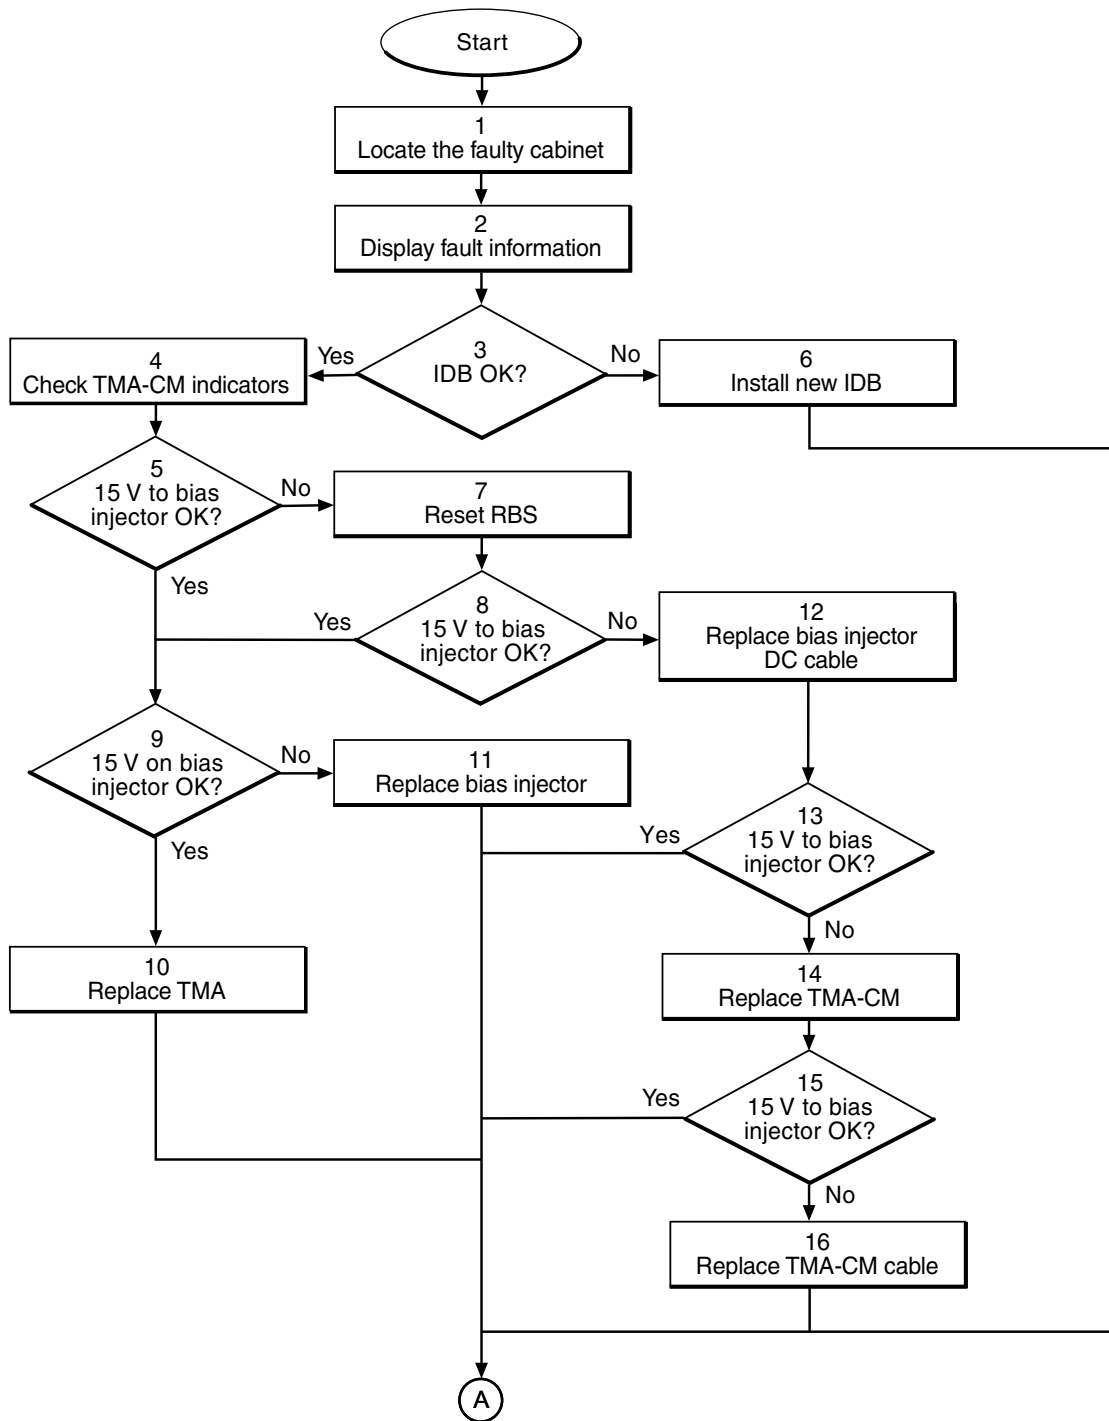 Start
1
Locate the faulty cabinet
2
Display fault information
3
IDB OK?
Yes
No
4
Check TMA-CM indicators
6
Install new IDB
5
15 V to bias
injector OK?
No
Yes
7
Reset RBS
8
15 V to bias
injector OK?
Yes
No
12
Replace bias injector
DC cable
9
15 V on bias
injector OK?
No
Yes
11
Replace bias injector
13
15 V to bias
injector OK?
Yes
No
10
Replace TMA
14
Replace TMA-CM
15
15 V to bias
injector OK?
Yes
No
16
Replace TMA-CM cable
A